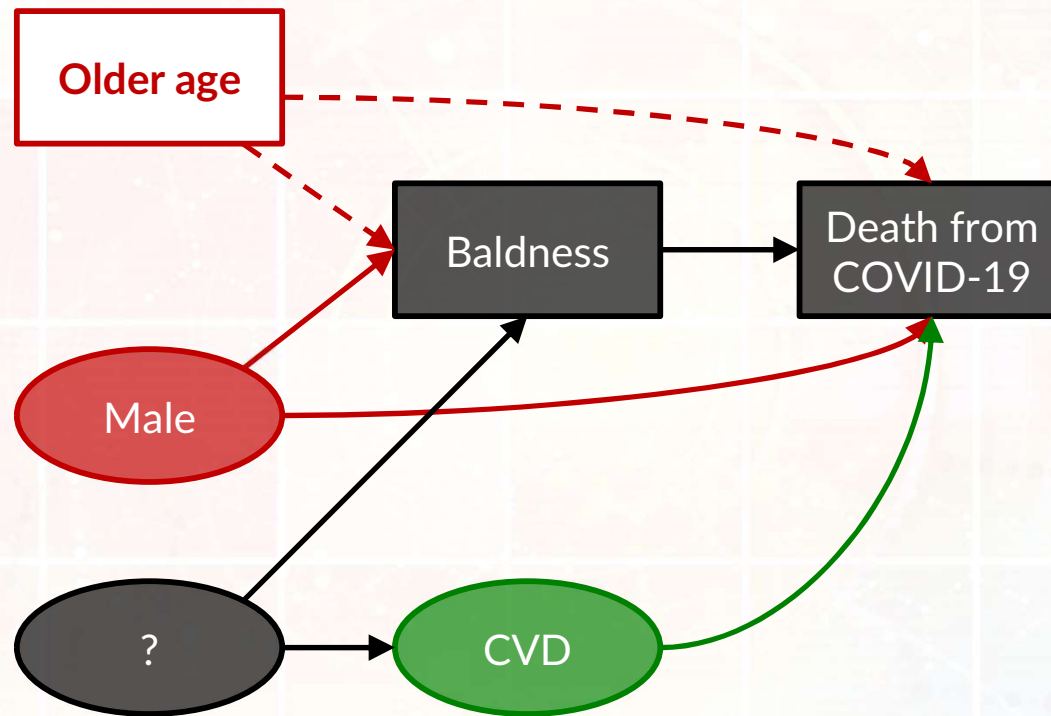 Older age
Baldness
Death from
COVID-19
Male
?
CVD